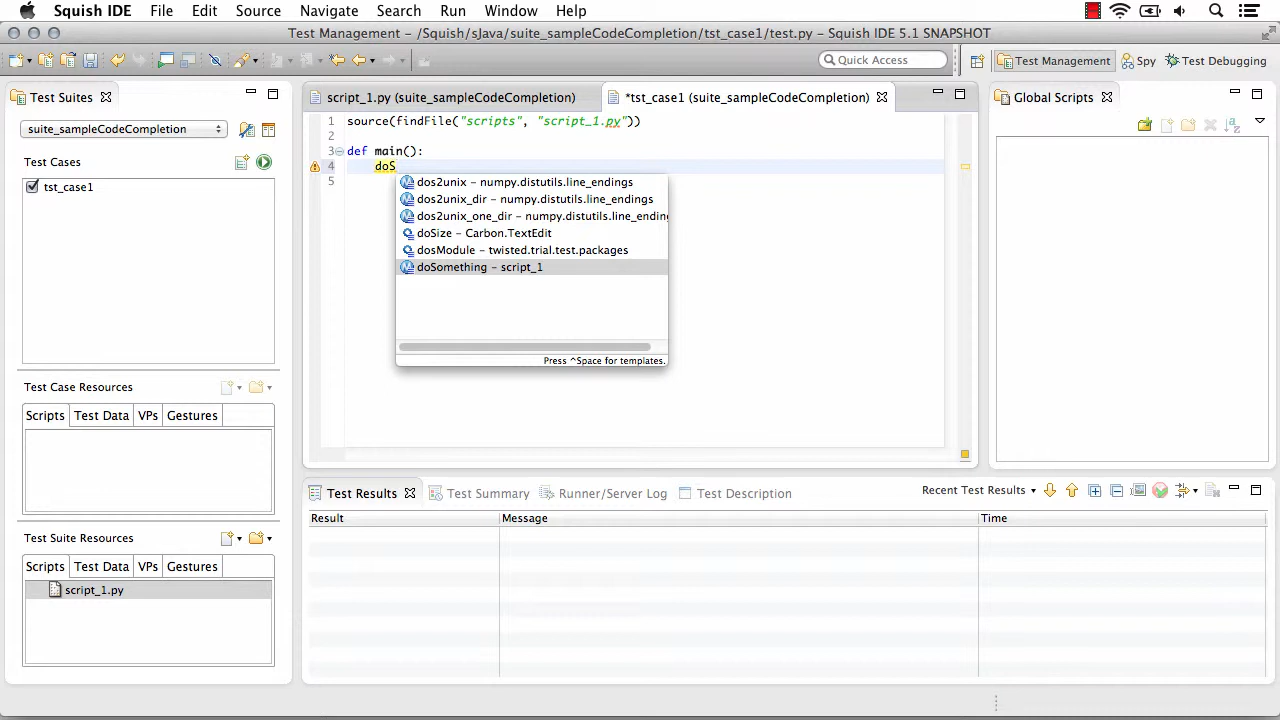 Squish IDE File Edit Source Navigate Search Run Window Help
Test Management – /Squish/sJava/suite_sampleCodeCompletion/tst_case1/test.py – Squish IDE 5.1 SNAPSHOT
Quick Access
Test Management
Spy
Test Debugging
Test Suites
suite_sampleCodeCompletion
Test Cases
tst_case1
Test Case Resources
Scripts Test Data VPs Gestures
Test Suite Resources
Scripts Test Data VPs Gestures
script_1.py
script_1.py (suite_sampleCodeCompletion)
*tst_case1 (suite_sampleCodeCompletion)
1 source(findFile("scripts", "script_1.py"))
2
3 def main():
4 doS
5
dos2unix – numpy.distutils.line_endings
dos2unix_dir – numpy.distutils.line_endings
dos2unix_one_dir – numpy.distutils.line_ending
doSize – Carbon.TextEdit
dosModule – twisted.trial.test.packages
doSomething – script_1
Press ^Space for templates.
Global Scripts
Test Results
Test Summary
Runner/Server Log
Test Description
Recent Test Results
Result Message Time